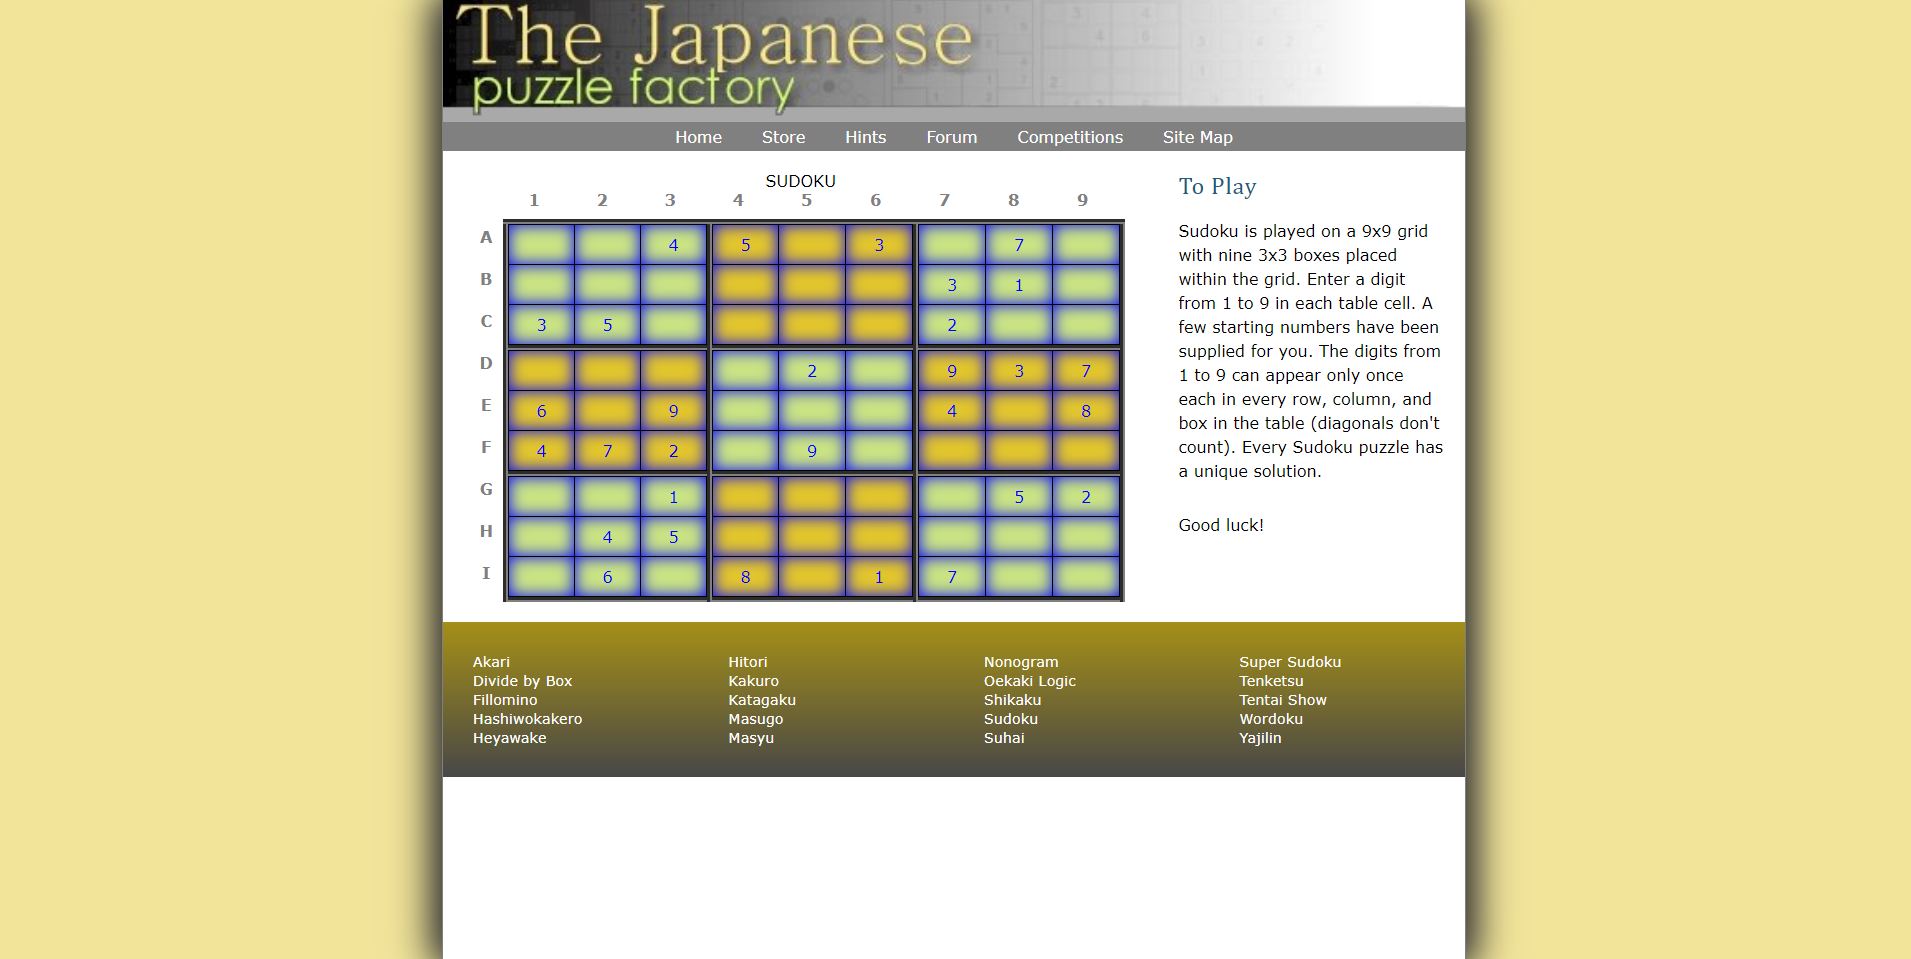 The Japanese
puzzle factory
Home Store Hints Forum Competitions Site Map
SUDOKU
1 2 3 4 5 6 7 8 9
A 4 5 3 7
B 3 1
C 3 5 2
D 2 9 3 7
E 6 9 4 8
F 4 7 2 9
G 1 5 2
H 4 5
I 6 8 1 7
To Play
Sudoku is played on a 9x9 grid
with nine 3x3 boxes placed
within the grid. Enter a digit
from 1 to 9 in each table cell. A
few starting numbers have been
supplied for you. The digits from
1 to 9 can appear only once
each in every row, column, and
box in the table (diagonals don't
count). Every Sudoku puzzle has
a unique solution.
Good luck!
Akari
Divide by Box
Fillomino
Hashiwokakero
Heyawake
Hitori
Kakuro
Katagaku
Masugo
Masyu
Nonogram
Oekaki Logic
Shikaku
Sudoku
Suhai
Super Sudoku
Tenketsu
Tentai Show
Wordoku
Yajilin